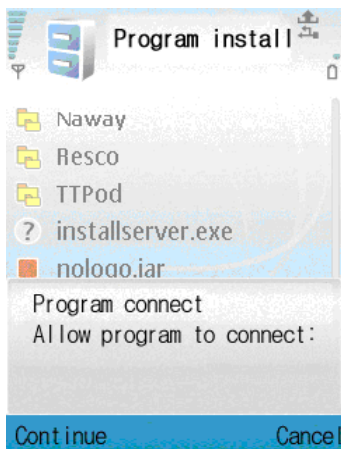 Program install
Naway
Resco
TTPod
? installserver.exe
nologo.jar
Program connect
Allow program to connect:
Continue Cancel